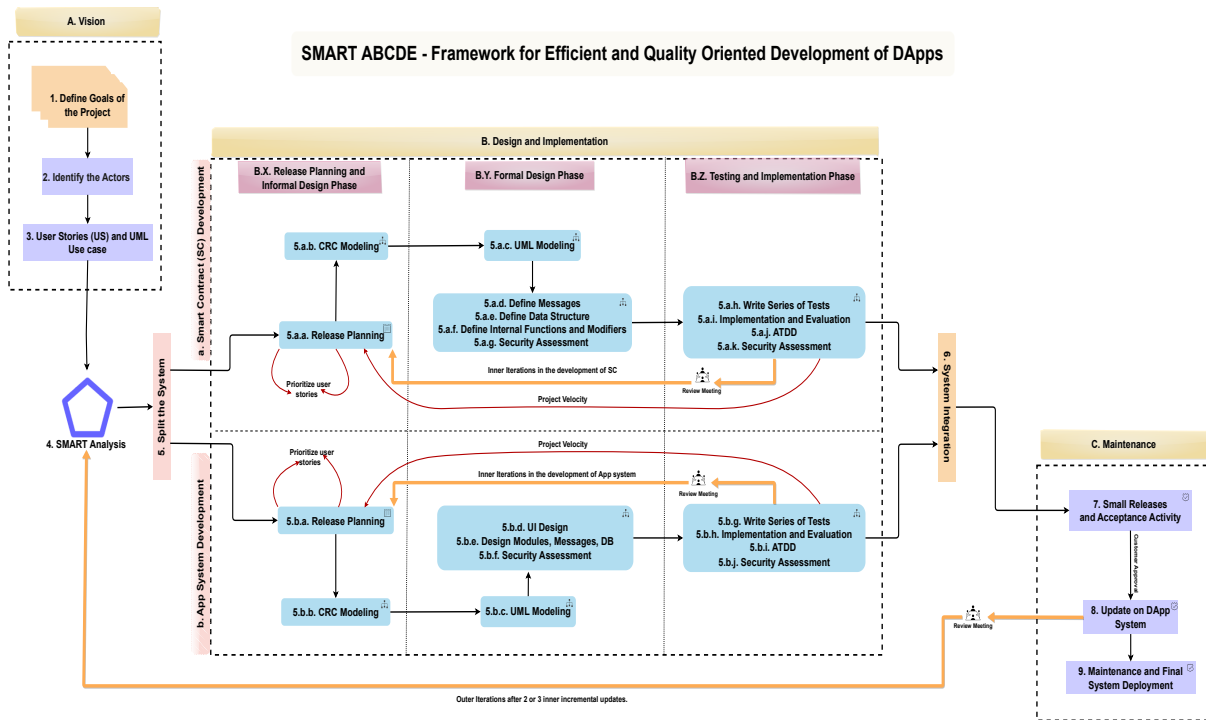 A. Vision
SMART ABCDE - Framework for Efficient and Quality Oriented Development of DApps
1. Define Goals of
the Project
2. Identify the Actors
3. User Stories (US) and UML
Use case
4. SMART Analysis
5. Split the System
B. Design and Implementation
a. Smart Contract (SC) Development
B.X. Release Planning and
Informal Design Phase
B.Y. Formal Design Phase
B.Z. Testing and Implementation Phase
5.a.b. CRC Modeling
5.a.c. UML Modeling
5.a.d. Define Messages
5.a.e. Define Data Structure
5.a.f. Define Internal Functions and Modifiers
5.a.g. Security Assessment
5.a.h. Write Series of Tests
5.a.i. Implementation and Evaluation
5.a.j. ATDD
5.a.k. Security Assessment
5.a.a. Release Planning
Inner Iterations in the development of SC
Review Meeting
Prioritize user
stories
Project Velocity
b. App System Development
Project Velocity
Prioritize user
stories
Inner Iterations in the development of App system
Review Meeting
5.b.a. Release Planning
5.b.d. UI Design
5.b.e. Design Modules, Messages, DB
5.b.f. Security Assessment
5.b.g. Write Series of Tests
5.b.h. Implementation and Evaluation
5.b.i. ATDD
5.b.j. Security Assessment
5.b.b. CRC Modeling
5.b.c. UML Modeling
6. System Integration
C. Maintenance
7. Small Releases
and Acceptance Activity
Customer Approval
8. Update on DApp
System
Review Meeting
9. Maintenance and Final
System Deployment
Outer Iterations after 2 or 3 inner incremental updates.